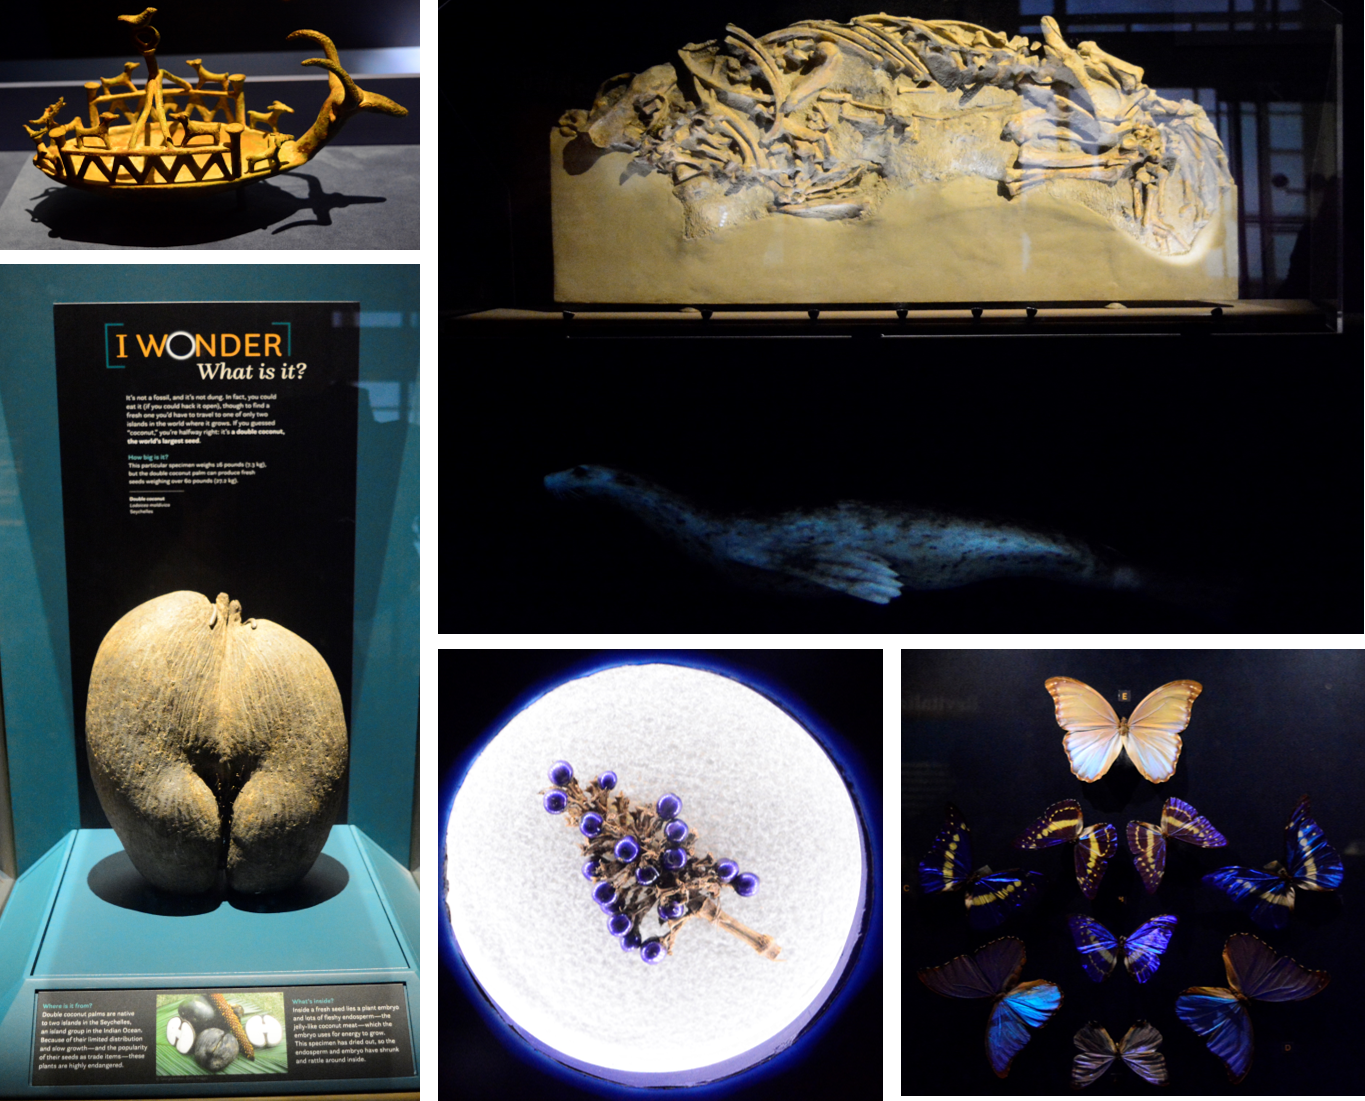 I WONDER
What is it?
It's not a fossil, and it's not dung. In fact, you could
eat it (if you could hack it open), though to find a
fresh one you'd have to travel to one of only two
islands in the world where it grows. If you guessed
"coconut," you're halfway right: it's a double coconut,
the world's largest seed.
How big is it?
This particular specimen weighs 16 pounds (7.3 kg),
but the double coconut palm can produce fresh
seeds weighing over 60 pounds (27.2 kg).
Double coconut
Lodoicea maldivica
Seychelles
Where is it from?
Double coconut palms are native
to two islands in the Seychelles,
an island group in the Indian Ocean.
Because of their limited distribution
and slow growth—and the popularity
of their seeds as trade items—these
plants are highly endangered.
What's inside?
Inside a fresh seed lies a plant embryo
and lots of fleshy endosperm—the
jelly-like coconut meat—which the
embryo uses for energy to grow.
This specimen has dried out, so the
endosperm and embryo have shrunk
and rattle around inside.
E